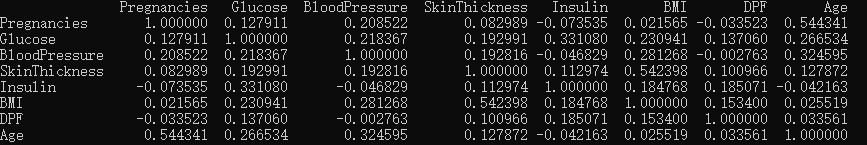 Pregnancies Glucose BloodPressure SkinThickness Insulin BMI DPF Age
Pregnancies 1.000000 0.127911 0.208522 0.082989 -0.073535 0.021565 -0.033523 0.544341
Glucose 0.127911 1.000000 0.218367 0.192991 0.331080 0.230941 0.137060 0.266534
BloodPressure 0.208522 0.218367 1.000000 0.192816 -0.046829 0.281268 -0.002763 0.324595
SkinThickness 0.082989 0.192991 0.192816 1.000000 0.112974 0.542398 0.100966 0.127872
Insulin -0.073535 0.331080 -0.046829 0.112974 1.000000 0.184768 0.185071 -0.042163
BMI 0.021565 0.230941 0.281268 0.542398 0.184768 1.000000 0.153400 0.025519
DPF -0.033523 0.137060 -0.002763 0.100966 0.185071 0.153400 1.000000 0.033561
Age 0.544341 0.266534 0.324595 0.127872 -0.042163 0.025519 0.033561 1.000000